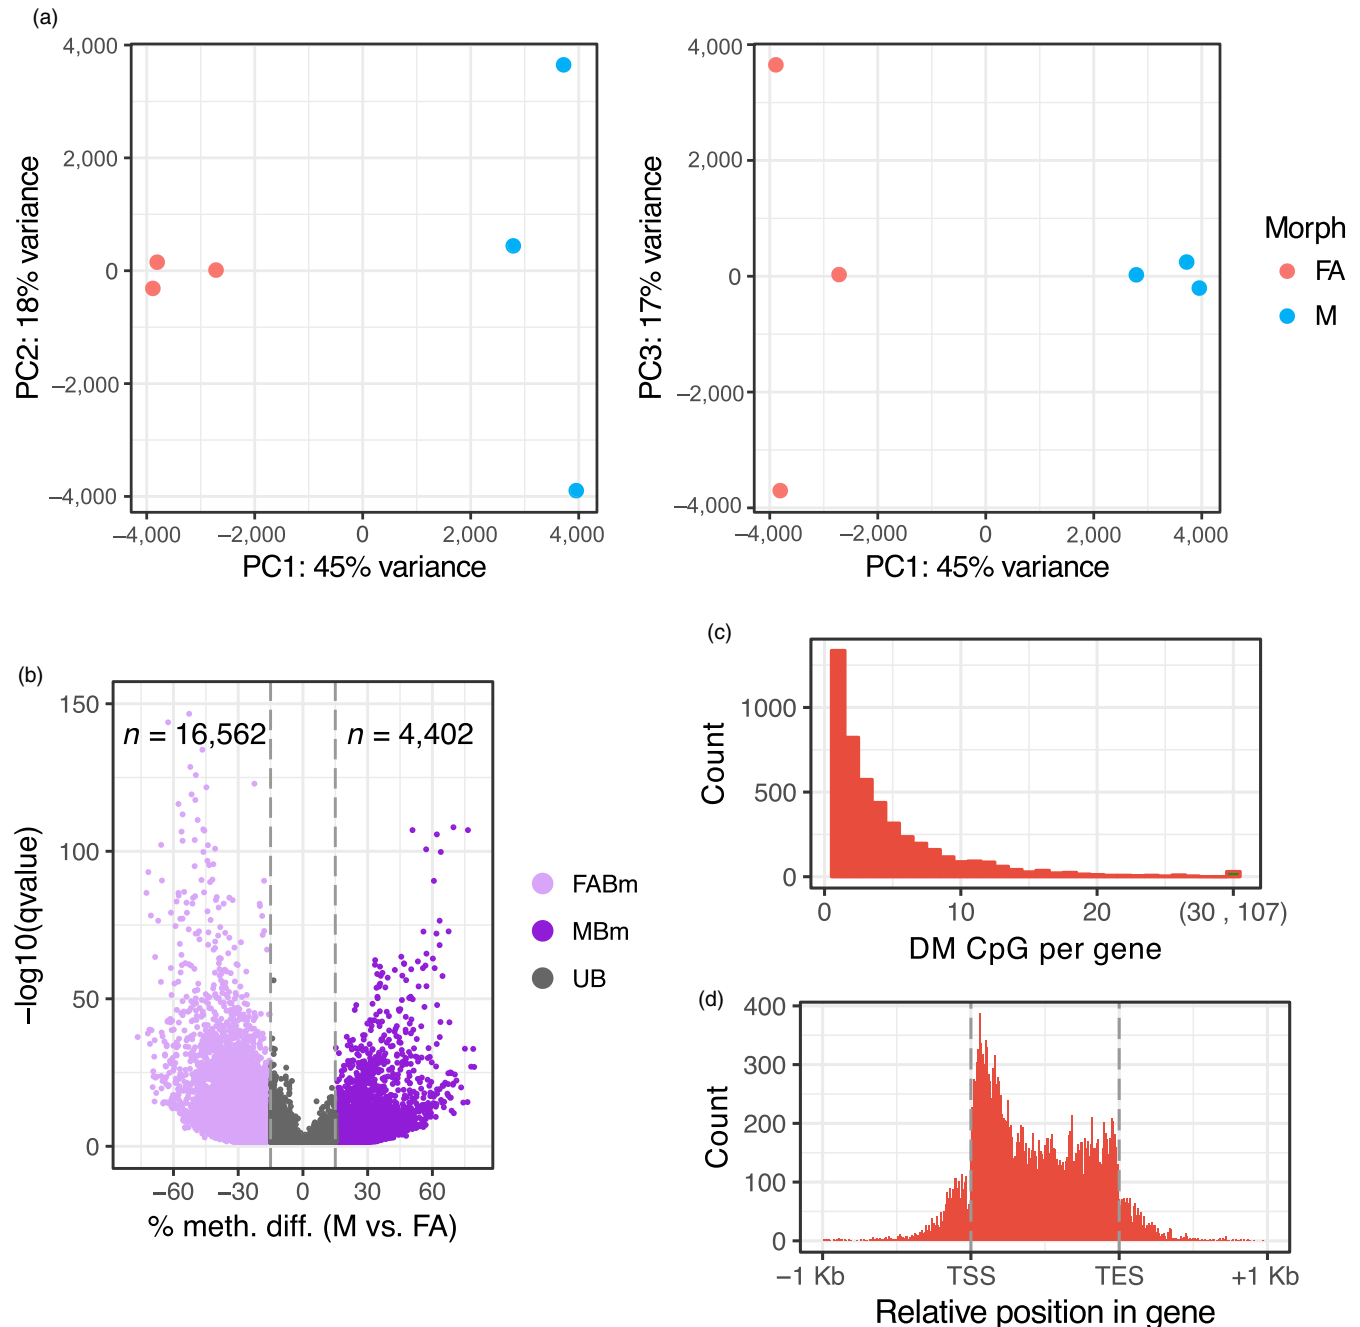 (a)
4,000
2,000
0
−2,000
−4,000
PC2: 18% variance
−4,000 −2,000 0 2,000 4,000
PC1: 45% variance
4,000
2,000
0
−2,000
−4,000
PC3: 17% variance
−4,000 −2,000 0 2,000 4,000
PC1: 45% variance
Morph
FA
M
(b)
150
100
50
0
−log10(qvalue)
n = 16,562
n = 4,402
−60 −30 0 30 60
% meth. diff. (M vs. FA)
FABm
MBm
UB
(c)
1000
500
0
Count
0 10 20 (30 , 107)
DM CpG per gene
(d)
400
300
200
100
0
Count
−1 Kb TSS TES +1 Kb
Relative position in gene